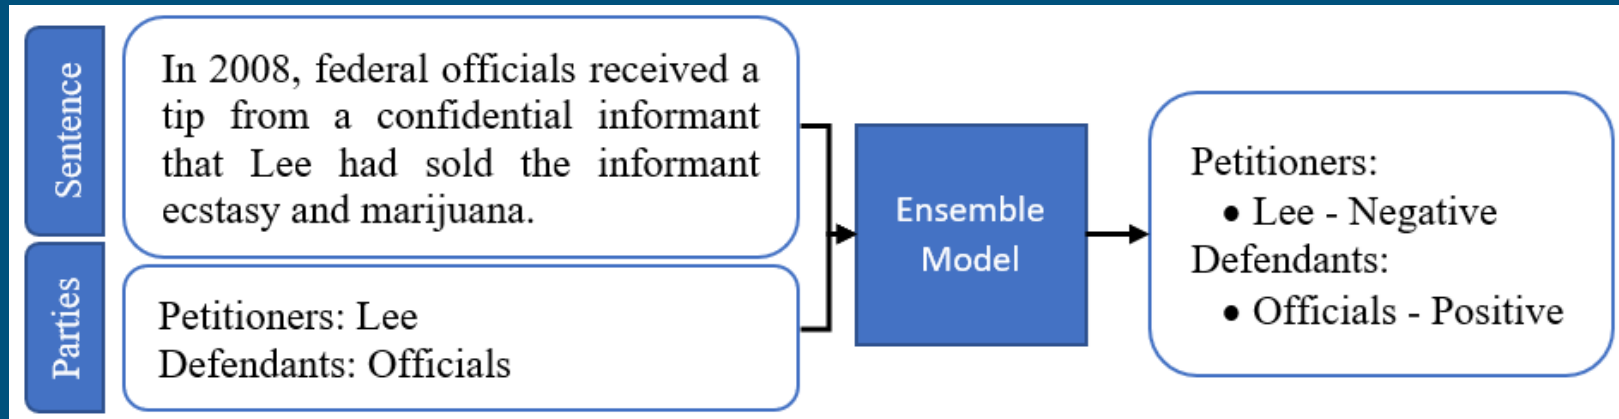 Sentence
In 2008, federal officials received a
tip from a confidential informant
that Lee had sold the informant
ecstasy and marijuana.
Parties
Petitioners: Lee
Defendants: Officials
Ensemble
Model
Petitioners:
• Lee - Negative
Defendants:
• Officials - Positive